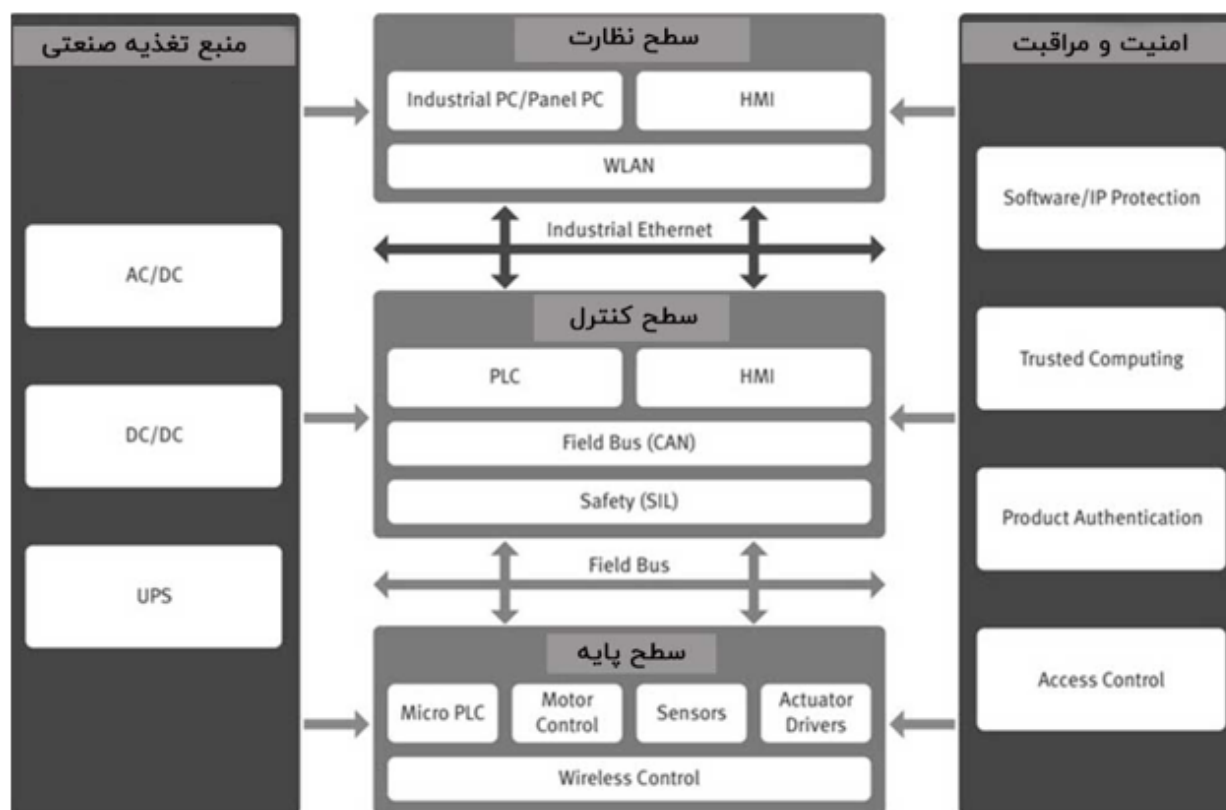 منبع تغذیه صنعتی
AC/DC
DC/DC
UPS
سطح نظارت
Industrial PC/Panel PC
HMI
WLAN
Industrial Ethernet
سطح کنترل
PLC
HMI
Field Bus (CAN)
Safety (SIL)
Field Bus
سطح پایه
Micro PLC
Motor
Control
Sensors
Actuator
Drivers
Wireless Control
امنیت و مراقبت
Software/IP Protection
Trusted Computing
Product Authentication
Access Control